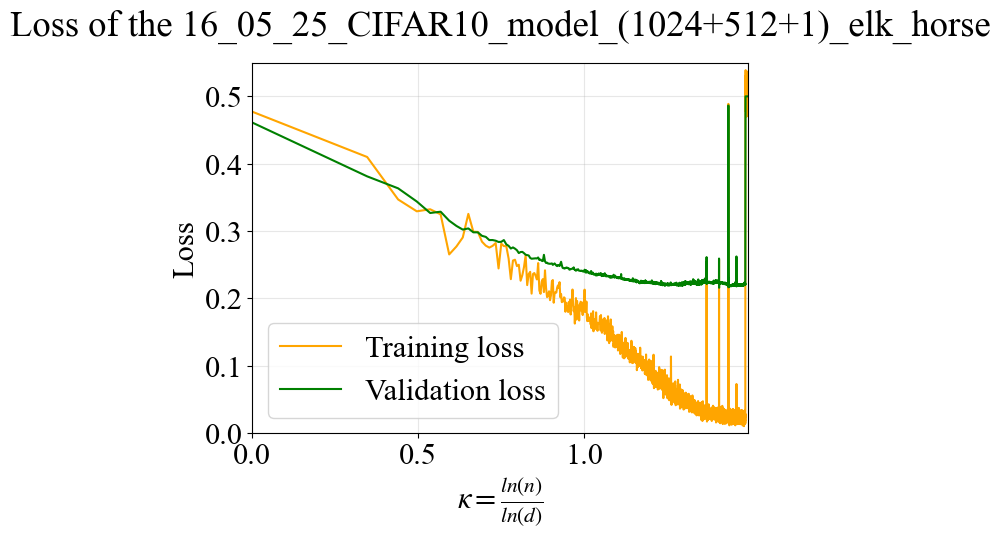 Loss of the 16_05_25_CIFAR10_model_(1024+512+1)_elk_horse
0.5
0.4
0.3
0.2
0.1
0.0
Loss
Training loss
Validation loss
0.0 0.5 1.0
κ = ln(n)/ln(d)